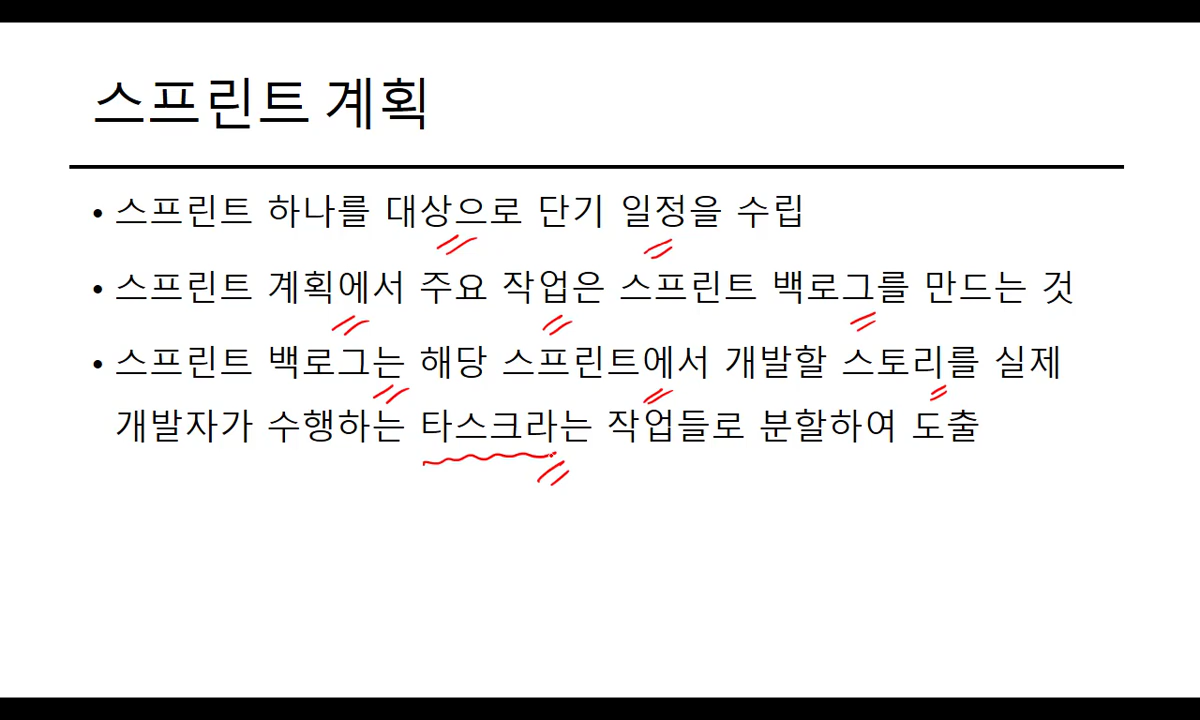 스프린트 계획
• 스프린트 하나를 대상으로 단기 일정을 수립
• 스프린트 계획에서 주요 작업은 스프린트 백로그를 만드는 것
• 스프린트 백로그는 해당 스프린트에서 개발할 스토리를 실제
개발자가 수행하는 타스크라는 작업들로 분할하여 도출